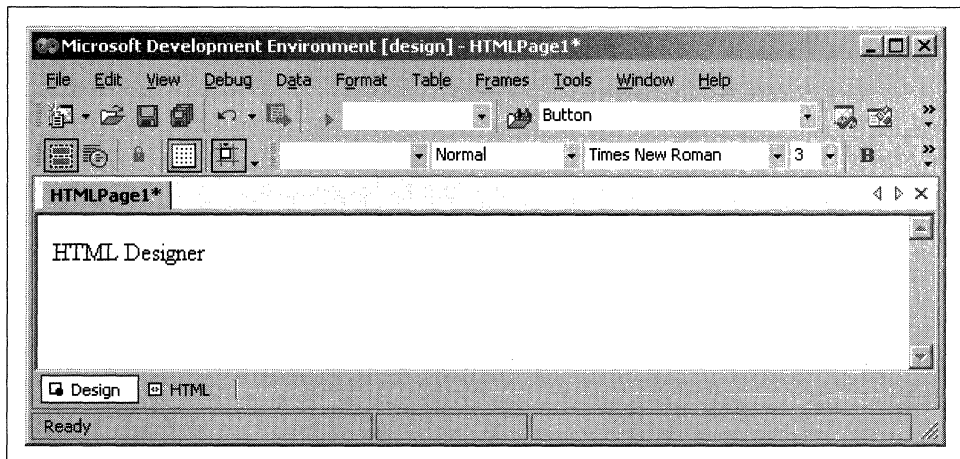 Microsoft Development Environment [design] - HTMLPage1*
File Edit View Debug Data Format Table Frames Tools Window Help
Button
Normal Times New Roman 3 B
HTMLPage1*
HTML Designer
Design HTML
Ready